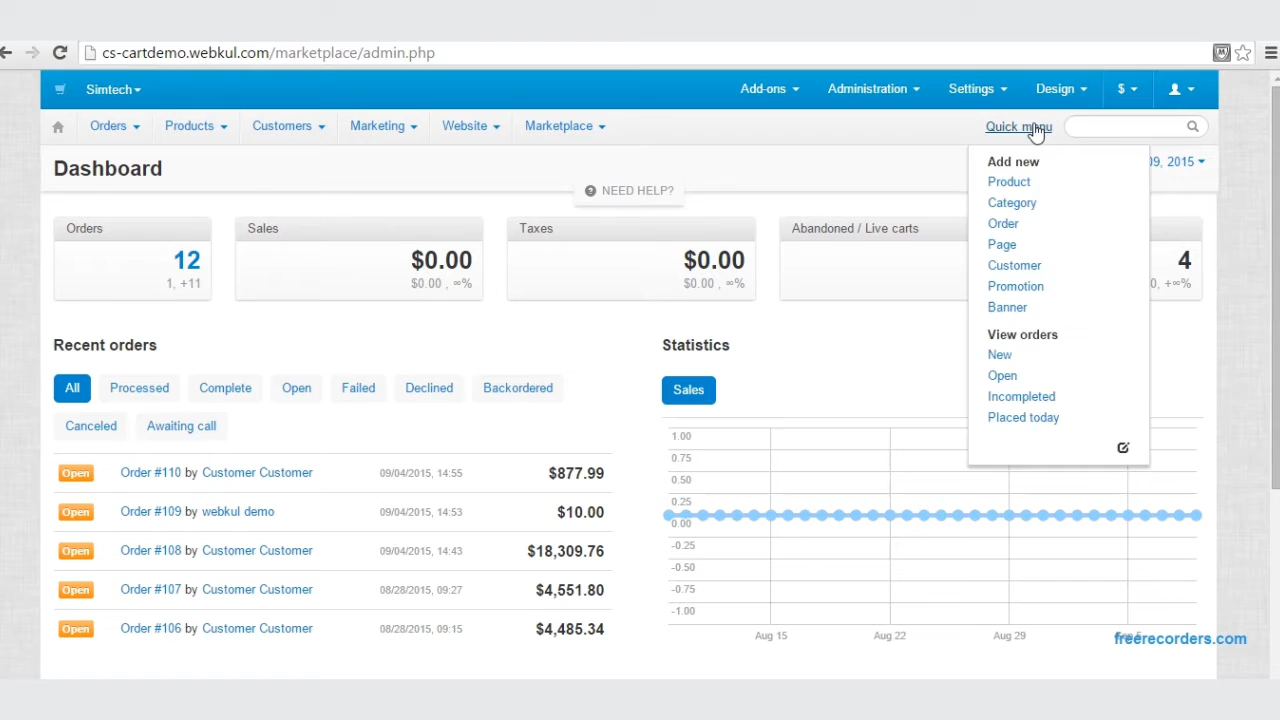 cs-cartdemo.webkul.com/marketplace/admin.php
Simtech
Add-ons
Administration
Settings
Design
$
Orders
Products
Customers
Marketing
Website
Marketplace
Quick menu
Dashboard
09, 2015
NEED HELP?
Add new
Product
Category
Order
Page
Customer
Promotion
Banner
View orders
New
Open
Incompleted
Placed today
Orders
12
1, +11
Sales
$0.00
$0.00 , ∞%
Taxes
$0.00
$0.00 , ∞%
Abandoned / Live carts
4
0, +∞%
Recent orders
All
Processed
Complete
Open
Failed
Declined
Backordered
Canceled
Awaiting call
Open Order #110 by Customer Customer 09/04/2015, 14:55 $877.99
Open Order #109 by webkul demo 09/04/2015, 14:53 $10.00
Open Order #108 by Customer Customer 09/04/2015, 14:43 $18,309.76
Open Order #107 by Customer Customer 08/28/2015, 09:27 $4,551.80
Open Order #106 by Customer Customer 08/28/2015, 09:15 $4,485.34
Statistics
Sales
1.00
0.75
0.50
0.25
0.00
-0.25
-0.50
-0.75
-1.00
Aug 15
Aug 22
Aug 29
freerecorders.com